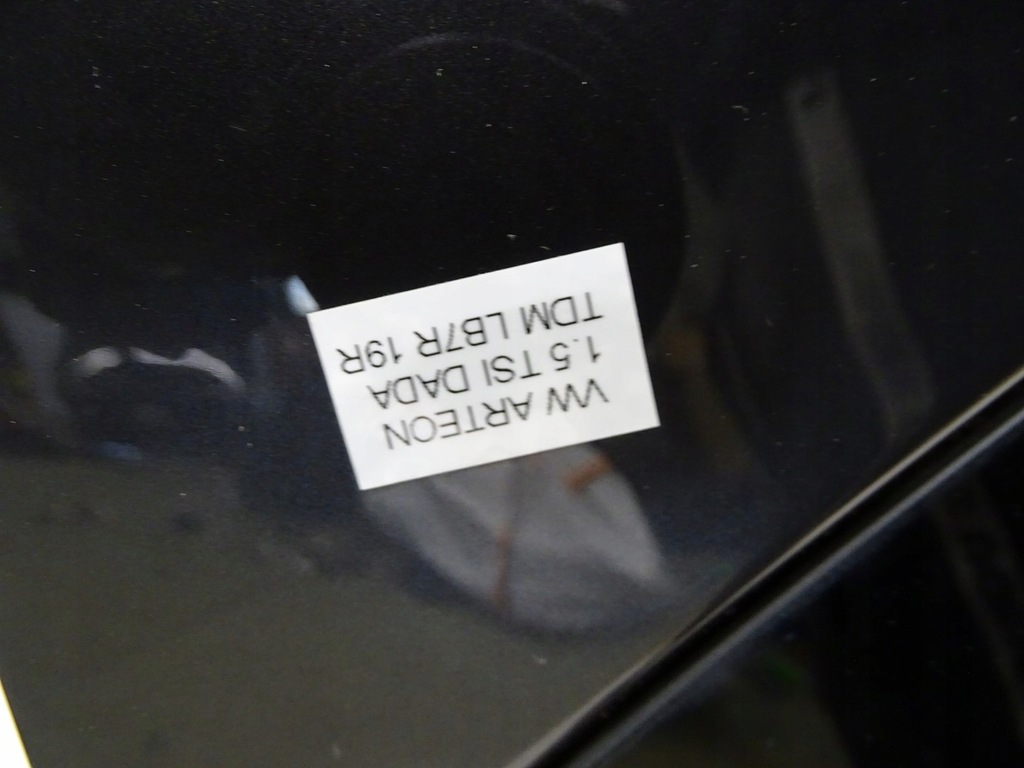 VW ARTEON
1.5 TSI DADA
TDM LB7R 19R